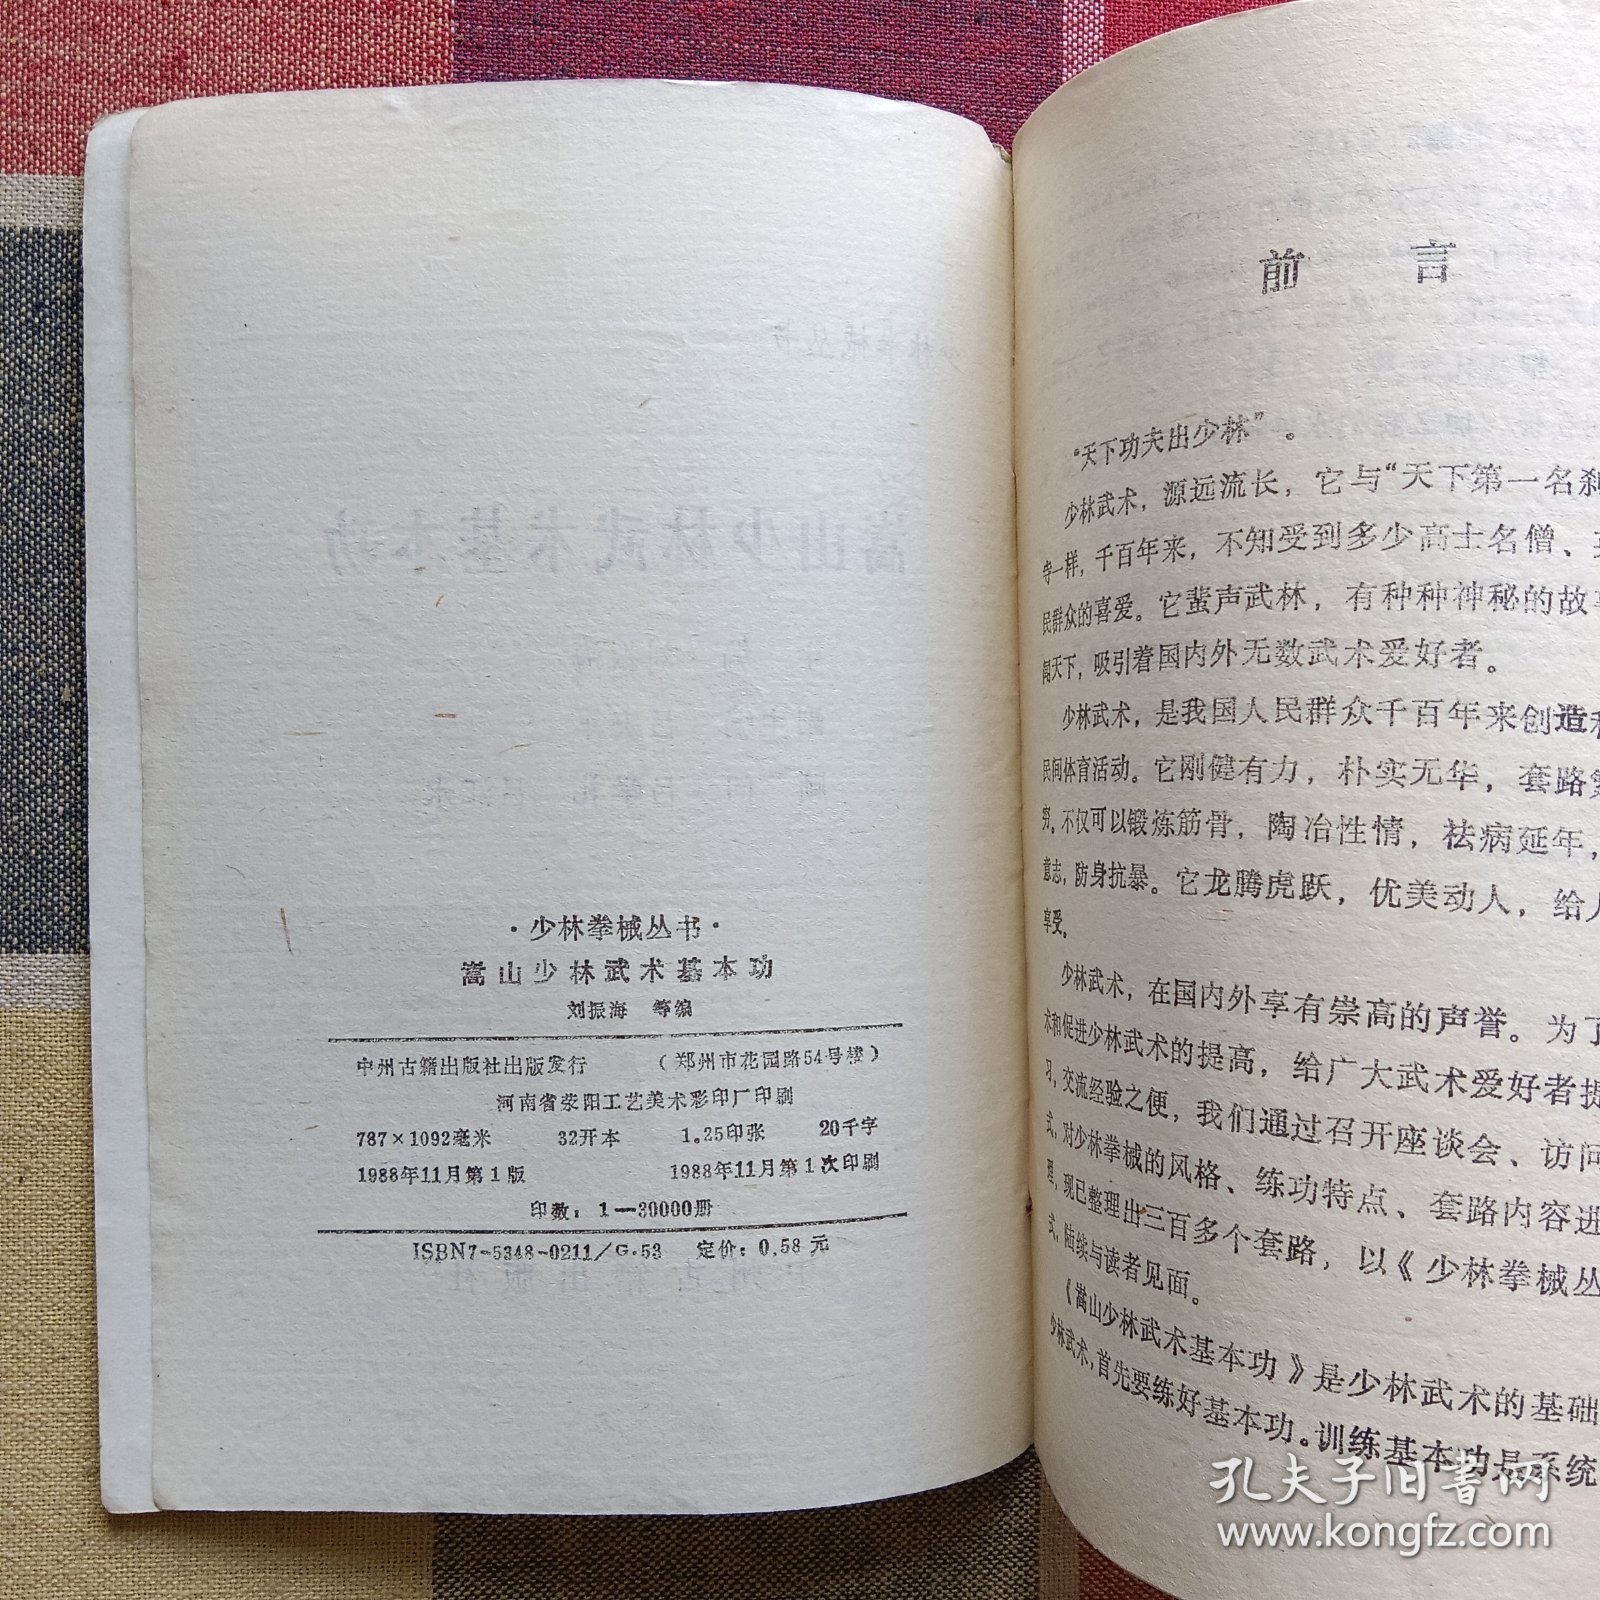 ·少林拳械丛书·
嵩山少林武术基本功
刘振海 等编
中州古籍出版社出版发行 (郑州市花园路54号楼)
河南省荥阳工艺美术彩印厂印刷
787×1092毫米 32开本 1.25印张 20千字
1988年11月第1版 1988年11月第1次印刷
印数:1—30000册
ISBN7-5348-0211/G·53 定价:0.58元
前言
“天下功夫出少林”。
少林武术,源远流长,它与“天下第一名刹
寺一样,千百年来,不知受到多少高士名僧、
民群众的喜爱。它蜚声武林,有种种神秘的故
闻天下,吸引着国内外无数武术爱好者。
少林武术,是我国人民群众千百年来创造
民间体育活动。它刚健有力,朴实无华,套路
穷。不仅可以锻炼筋骨,陶冶性情,祛病延年,
意志,防身抗暴。它龙腾虎跃,优美动人,给
享受。
少林武术,在国内外享有崇高的声誉。为了
术和促进少林武术的提高,给广大武术爱好者提
习,交流经验之便,我们通过召开座谈会、访问
式,对少林拳械的风格、练功特点、套路内容进
理,现已整理出三百多个套路,以《少林拳械丛
式,陆续与读者见面。
《嵩山少林武术基本功》是少林武术的基础
少林武术,首先要练好基本功。训练基本功是系统
孔夫子旧书网
www.kongfz.com